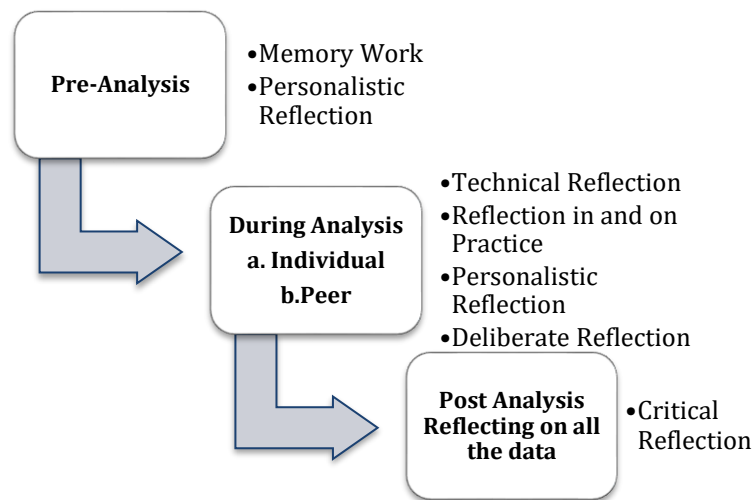 Pre-Analysis
•Memory Work
•Personalistic
Reflection
During Analysis
a. Individual
b.Peer
•Technical Reflection
•Reflection in and on
Practice
•Personalistic
Reflection
•Deliberate Reflection
Post Analysis
Reflecting on all
the data
•Critical
Reflection